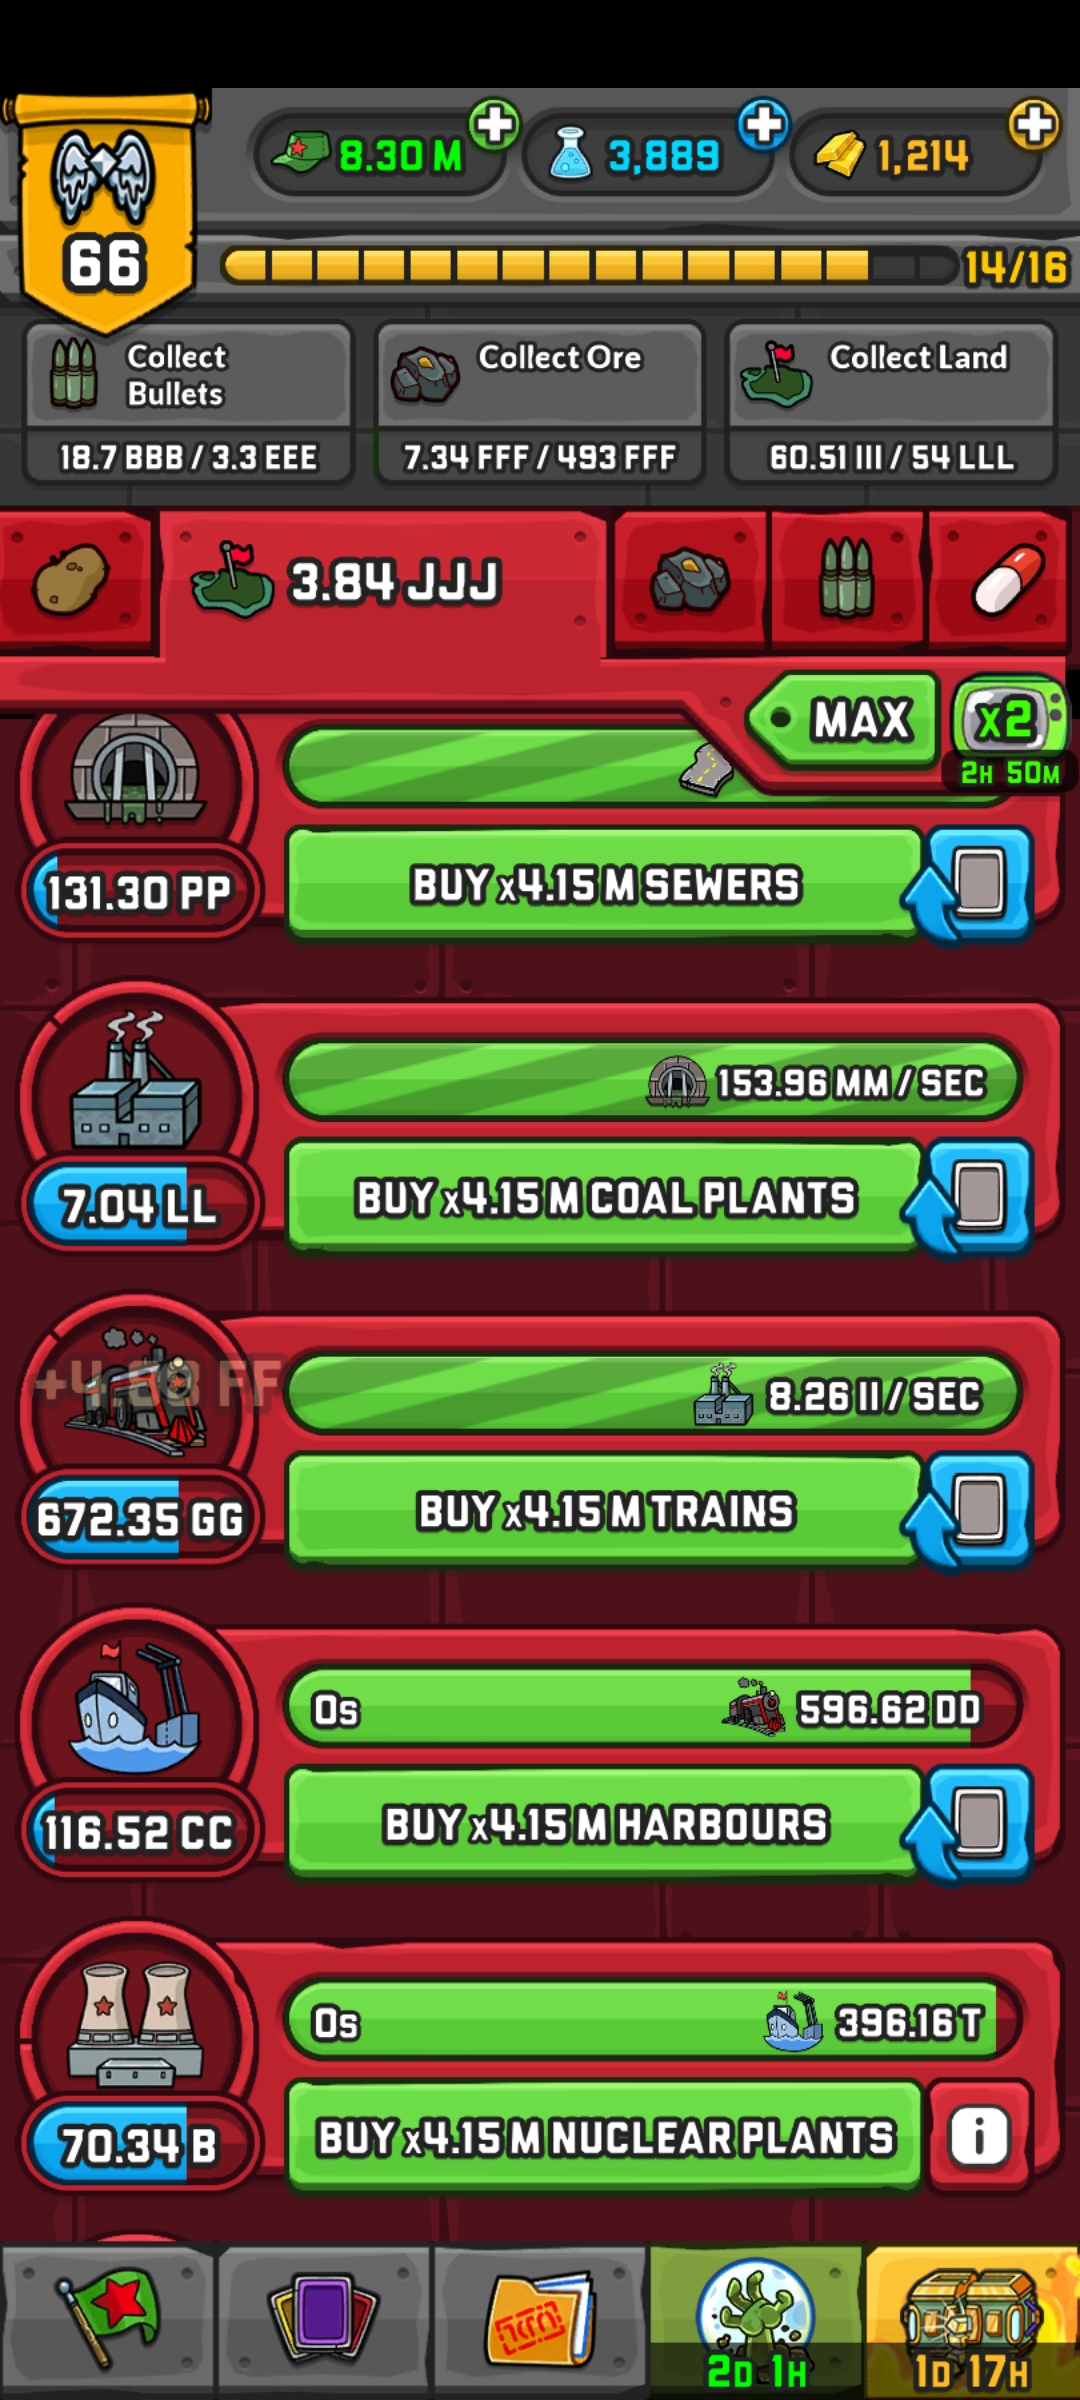 8.30 M
3,889
1,214
66
14/16
Collect
Bullets
18.7 BBB / 3.3 EEE
Collect Ore
7.34 FFF / 493 FFF
Collect Land
60.51 III / 54 LLL
3.84 JJJ
MAX
x2
2H 50M
131.30 PP
BUY x4.15 M SEWERS
153.96 MM / SEC
7.04 LL
BUY x4.15 M COAL PLANTS
8.26 II / SEC
672.35 GG
BUY x4.15 M TRAINS
0s
596.62 DD
116.52 CC
BUY x4.15 M HARBOURS
0s
396.16 T
70.34 B
BUY x4.15 M NUCLEAR PLANTS
i
2D 1H
1D 17H